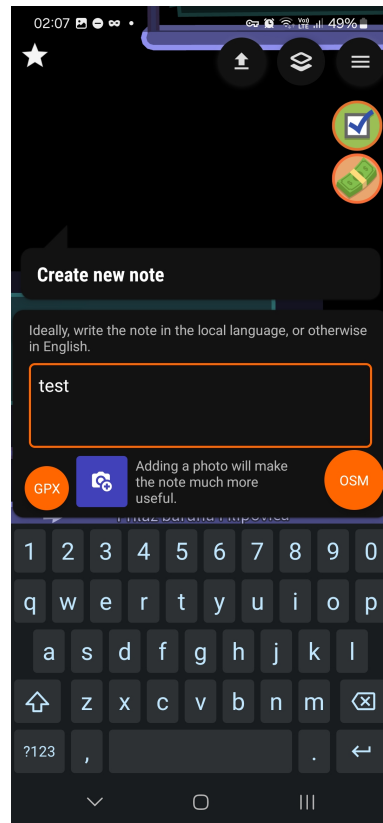 02:07 49%
Create new note
Ideally, write the note in the local language, or otherwise
in English.
test
Adding a photo will make
the note much more
useful.
GPX
OSM
1 2 3 4 5 6 7 8 9 0
q w e r t y u i o p
a s d f g h j k l
z x c v b n m
?123 , .